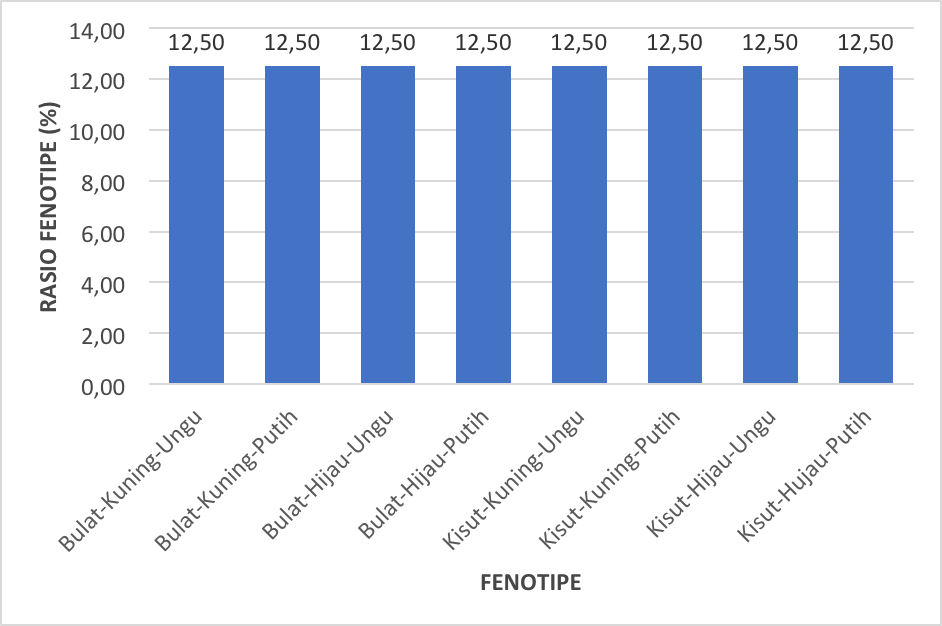 14,00
12,00
10,00
8,00
6,00
4,00
2,00
0,00
RASIO FENOTIPE (%)
12,50 12,50 12,50 12,50 12,50 12,50 12,50 12,50
Bulat-Kuning-Ungu
Bulat-Kuning-Putih
Bulat-Hijau-Ungu
Bulat-Hijau-Putih
Kisut-Kuning-Ungu
Kisut-Kuning-Putih
Kisut-Hijau-Ungu
Kisut-Hujau-Putih
FENOTIPE